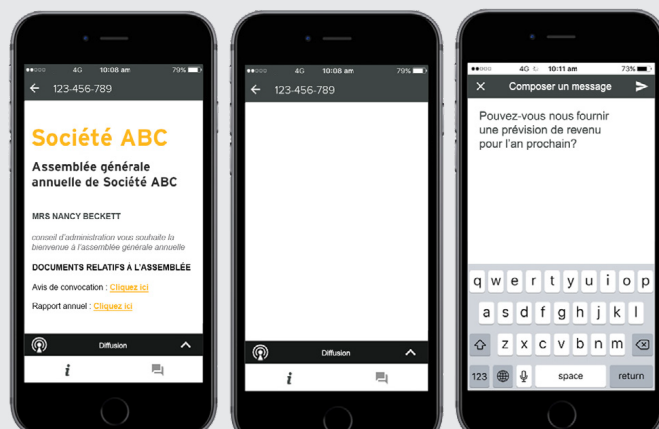 4G 10:08 am 79%
123-456-789
Société ABC
Assemblée générale
annuelle de Société ABC
MRS NANCY BECKETT
conseil d'administration vous souhaite la
bienvenue à l'assemblée générale annuelle
DOCUMENTS RELATIFS À L'ASSEMBLÉE
Avis de convocation : Cliquez ici
Rapport annuel : Cliquez ici
Diffusion
i
4G 10:08 am 79%
123-456-789
Diffusion
i
4G 10:11 am 73%
Composer un message
Pouvez-vous nous fournir
une prévision de revenu
pour l'an prochain?
q w e r t y u i o p
a s d f g h j k l
z x c v b n m
123 space return